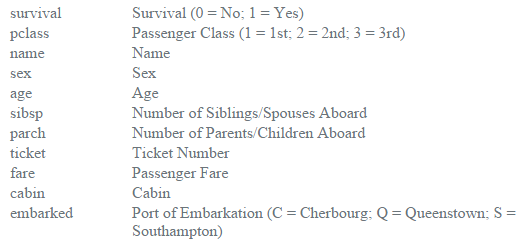 survival Survival (0 = No; 1 = Yes)
pclass Passenger Class (1 = 1st; 2 = 2nd; 3 = 3rd)
name Name
sex Sex
age Age
sibsp Number of Siblings/Spouses Aboard
parch Number of Parents/Children Aboard
ticket Ticket Number
fare Passenger Fare
cabin Cabin
embarked Port of Embarkation (C = Cherbourg; Q = Queenstown; S =
Southampton)